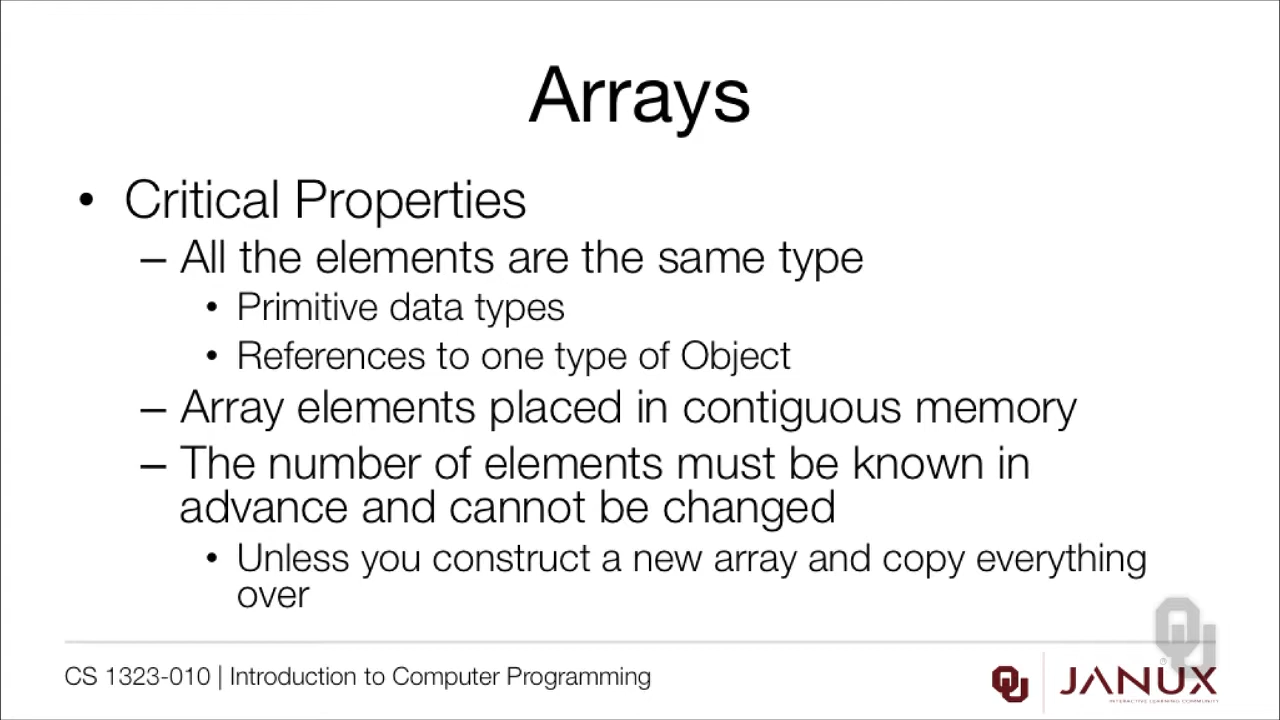 Arrays
• Critical Properties
– All the elements are the same type
• Primitive data types
• References to one type of Object
– Array elements placed in contiguous memory
– The number of elements must be known in
advance and cannot be changed
• Unless you construct a new array and copy everything
over
CS 1323-010 | Introduction to Computer Programming
JANUX
INTERACTIVE LEARNING COMMUNITY